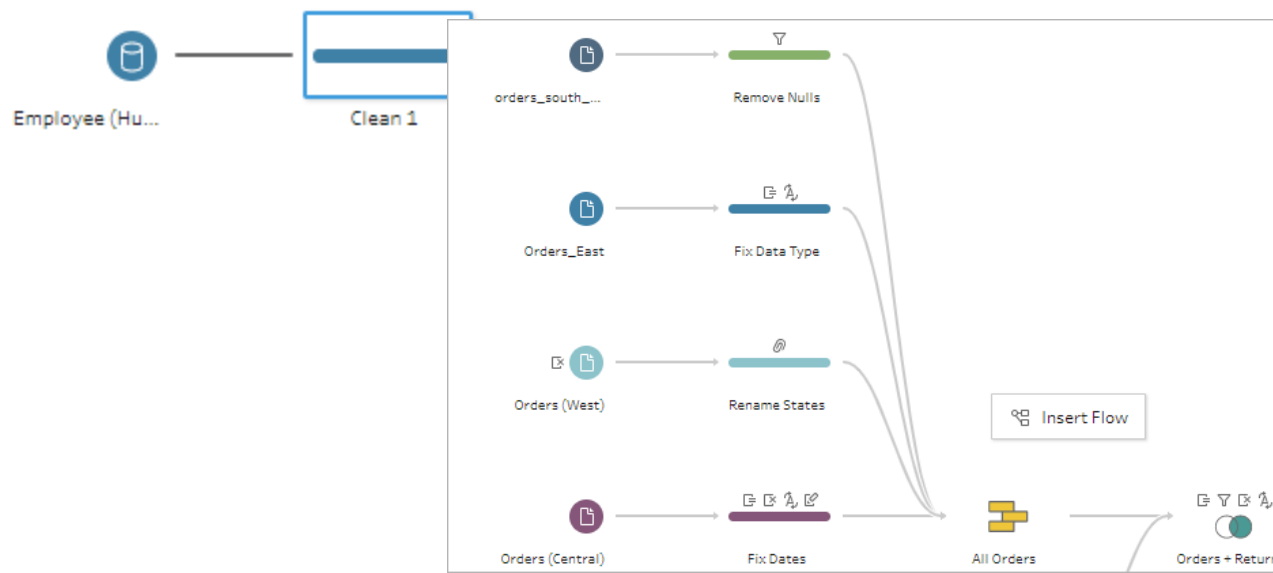 Employee (Hu...
Clean 1
orders_south_...
Remove Nulls
Orders_East
Fix Data Type
Orders (West)
Rename States
Insert Flow
Orders (Central)
Fix Dates
All Orders
Orders + Return